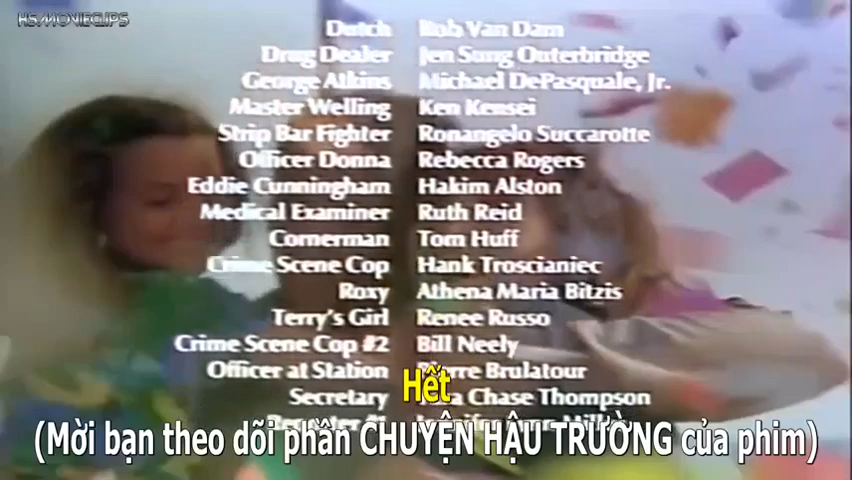 HSMOVIECLIPS
Dutch Rob Van Dam
Drug Dealer Jen Sung Outerbridge
George Atkins Michael DePasquale, Jr.
Master Welling Ken Kensei
Strip Bar Fighter Ronangelo Succarotte
Officer Donna Rebecca Rogers
Eddie Cunningham Hakim Alston
Medical Examiner Ruth Reid
Cornerman Tom Huff
Crime Scene Cop Hank Troscianiec
Roxy Athena Maria Bitzis
Terry's Girl Renee Russo
Crime Scene Cop #2 Bill Neely
Officer at Station Pierre Brulatour
Hết
Secretary Chase Thompson
(Mời bạn theo dõi phần CHUYỆN HẬU TRƯỜNG của phim)